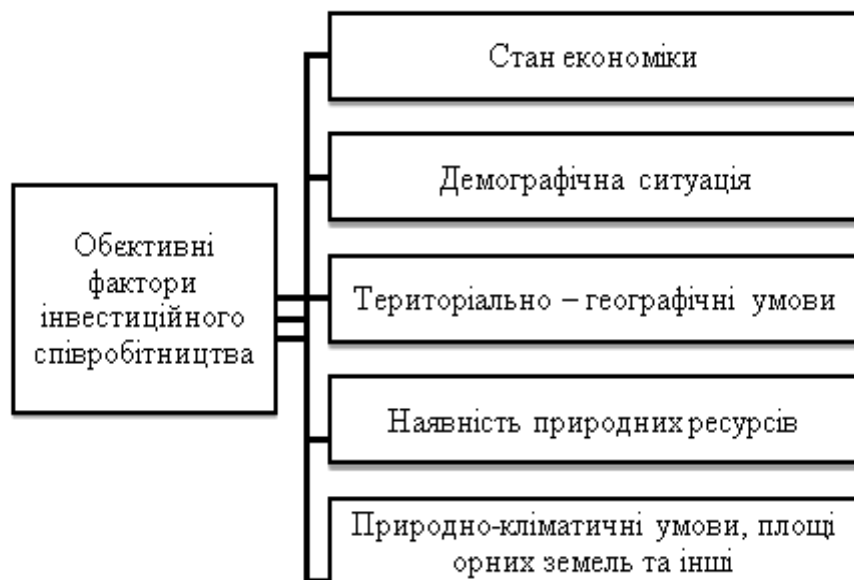 Обєктивні
фактори
інвестиційного
співробітництва
Стан економіки
Демографічна ситуація
Територіально – географічні умови
Наявність природних ресурсів
Природно-кліматичні умови, площі
орних земель та інші